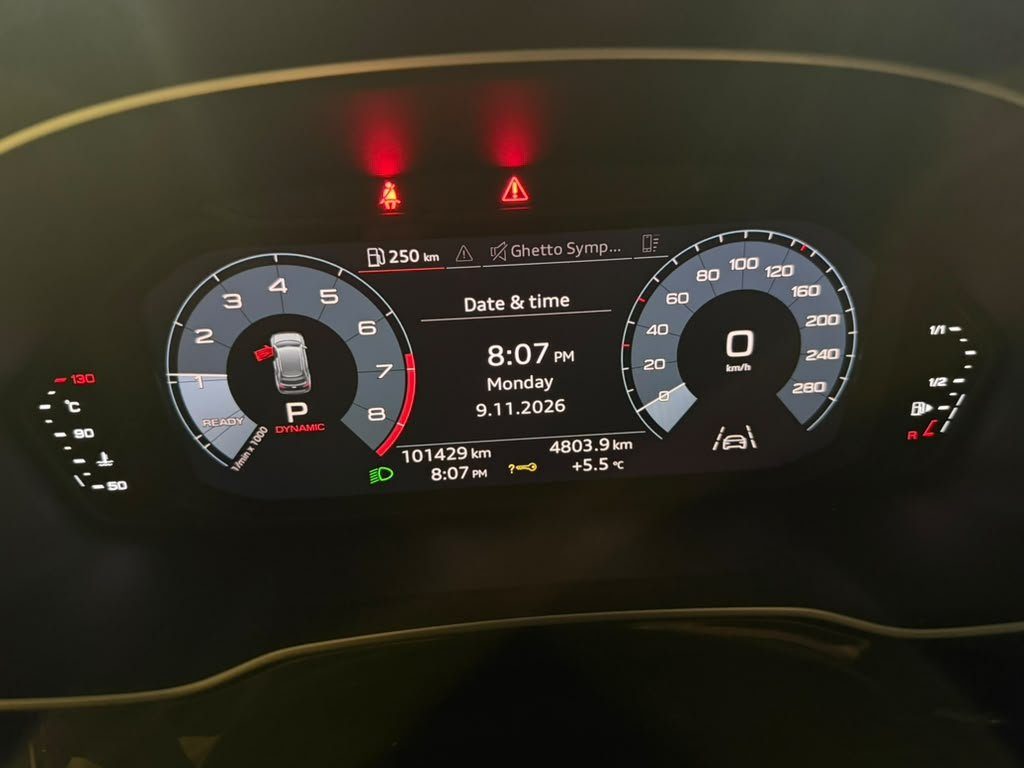 250 km
Ghetto Symp...
Date & time
8:07 PM
Monday
9.11.2026
101429 km
4803.9 km
8:07 PM
+5.5 °C
1
2
3
4
5
6
7
8
READY
1/min x 1000
P
DYNAMIC
0
20
40
60
80
100
120
160
200
240
280
0
km/h
130
°C
90
50
1/1
1/2
R
?